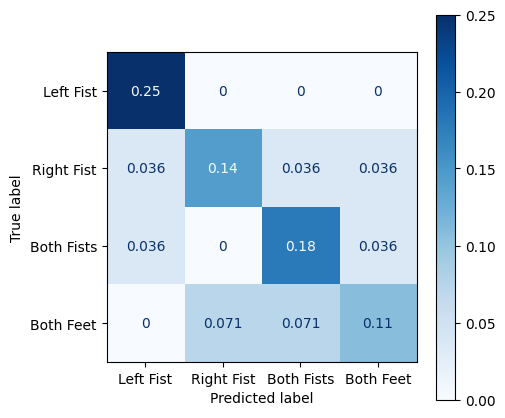 0.25
Left Fist 0.25 0 0 0
0.20
Right Fist 0.036 0.14 0.036 0.036
0.15
True label
Both Fists 0.036 0 0.18 0.036
0.10
Both Feet 0 0.071 0.071 0.11
0.05
Left Fist Right Fist Both Fists Both Feet
Predicted label
0.00